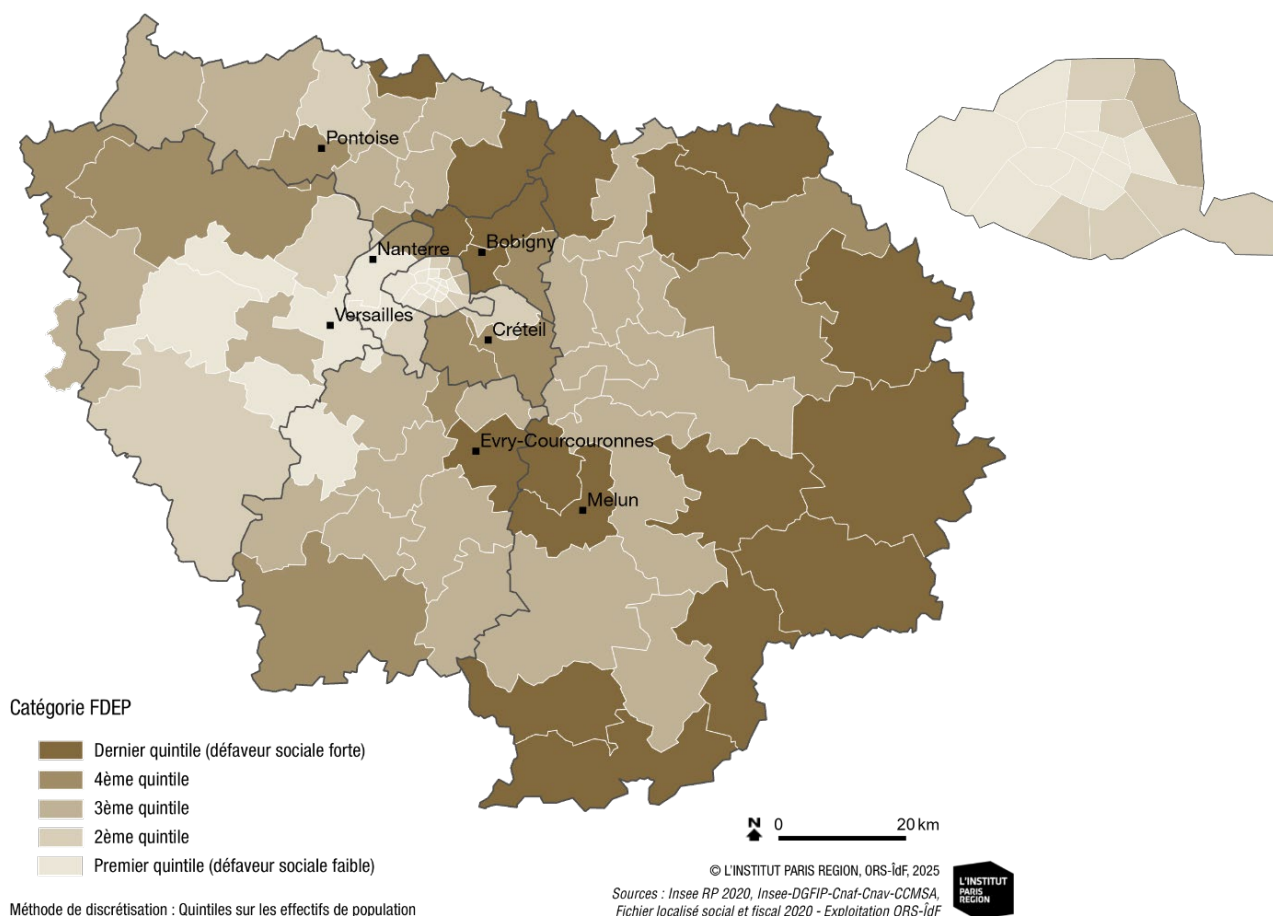 Pontoise
Nanterre
Bobigny
Versailles
Créteil
Evry-Courcouronnes
Melun
Catégorie FDEP
Dernier quintile (défaveur sociale forte)
4ème quintile
3ème quintile
2ème quintile
Premier quintile (défaveur sociale faible)
Méthode de discrétisation : Quintiles sur les effectifs de population
N 0 20 km
© L'INSTITUT PARIS REGION, ORS-ÎdF, 2025
Sources : Insee RP 2020, Insee-DGFIP-Cnaf-Cnav-CCMSA,
Fichier localisé social et fiscal 2020 - Exploitation ORS-ÎdF
L'INSTITUT
PARIS
REGION